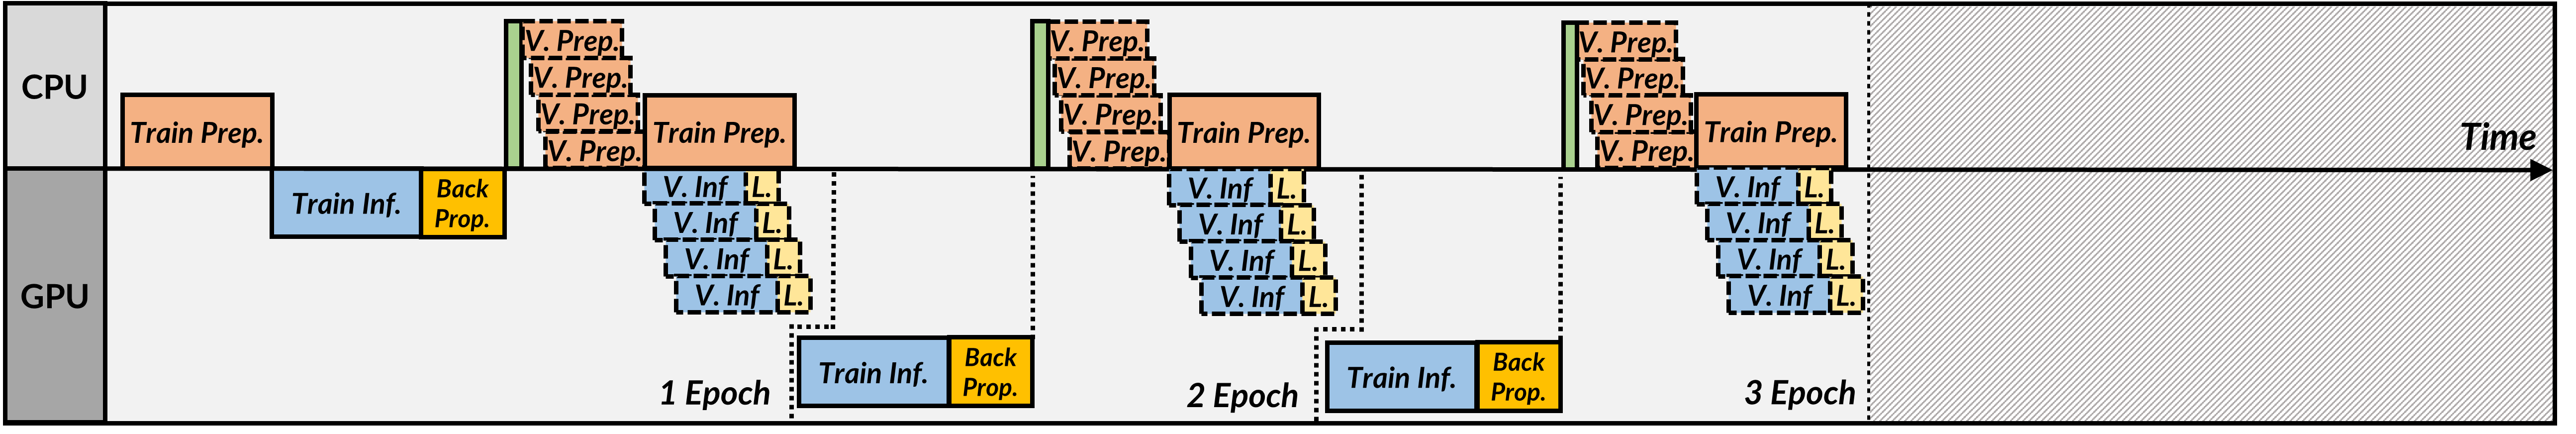 CPU
Train Prep.
V. Prep.
V. Prep.
V. Prep.
V. Prep.
Train Prep.
V. Prep.
V. Prep.
V. Prep.
V. Prep.
Train Prep.
V. Prep.
V. Prep.
V. Prep.
V. Prep.
Train Prep.
Time
GPU
Train Inf.
Back
Prop.
V. Inf L.
V. Inf L.
V. Inf L.
V. Inf L.
1 Epoch
Train Inf.
Back
Prop.
V. Inf L.
V. Inf L.
V. Inf L.
V. Inf L.
2 Epoch
Train Inf.
Back
Prop.
V. Inf L.
V. Inf L.
V. Inf L.
V. Inf L.
3 Epoch